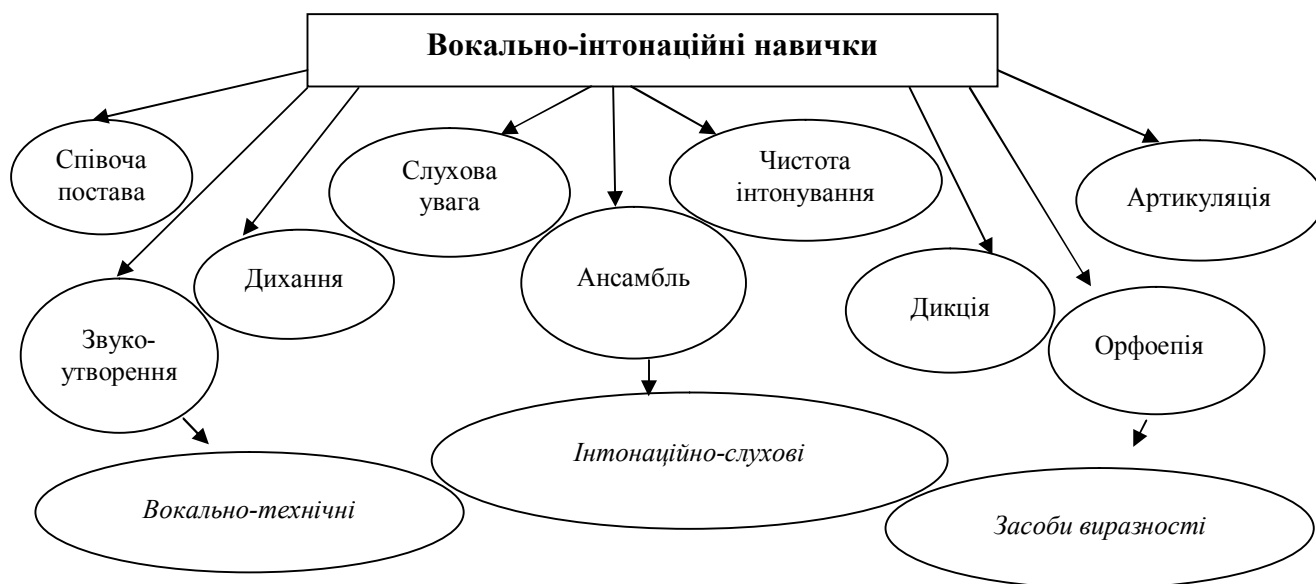 Вокально-інтонаційні навички
Співоча
постава
Слухова
увага
Чистота
інтонування
Артикуляція
Дихання
Ансамбль
Дикція
Звуко-
утворення
Орфоепія
Інтонаційно-слухові
Вокально-технічні
Засоби виразності